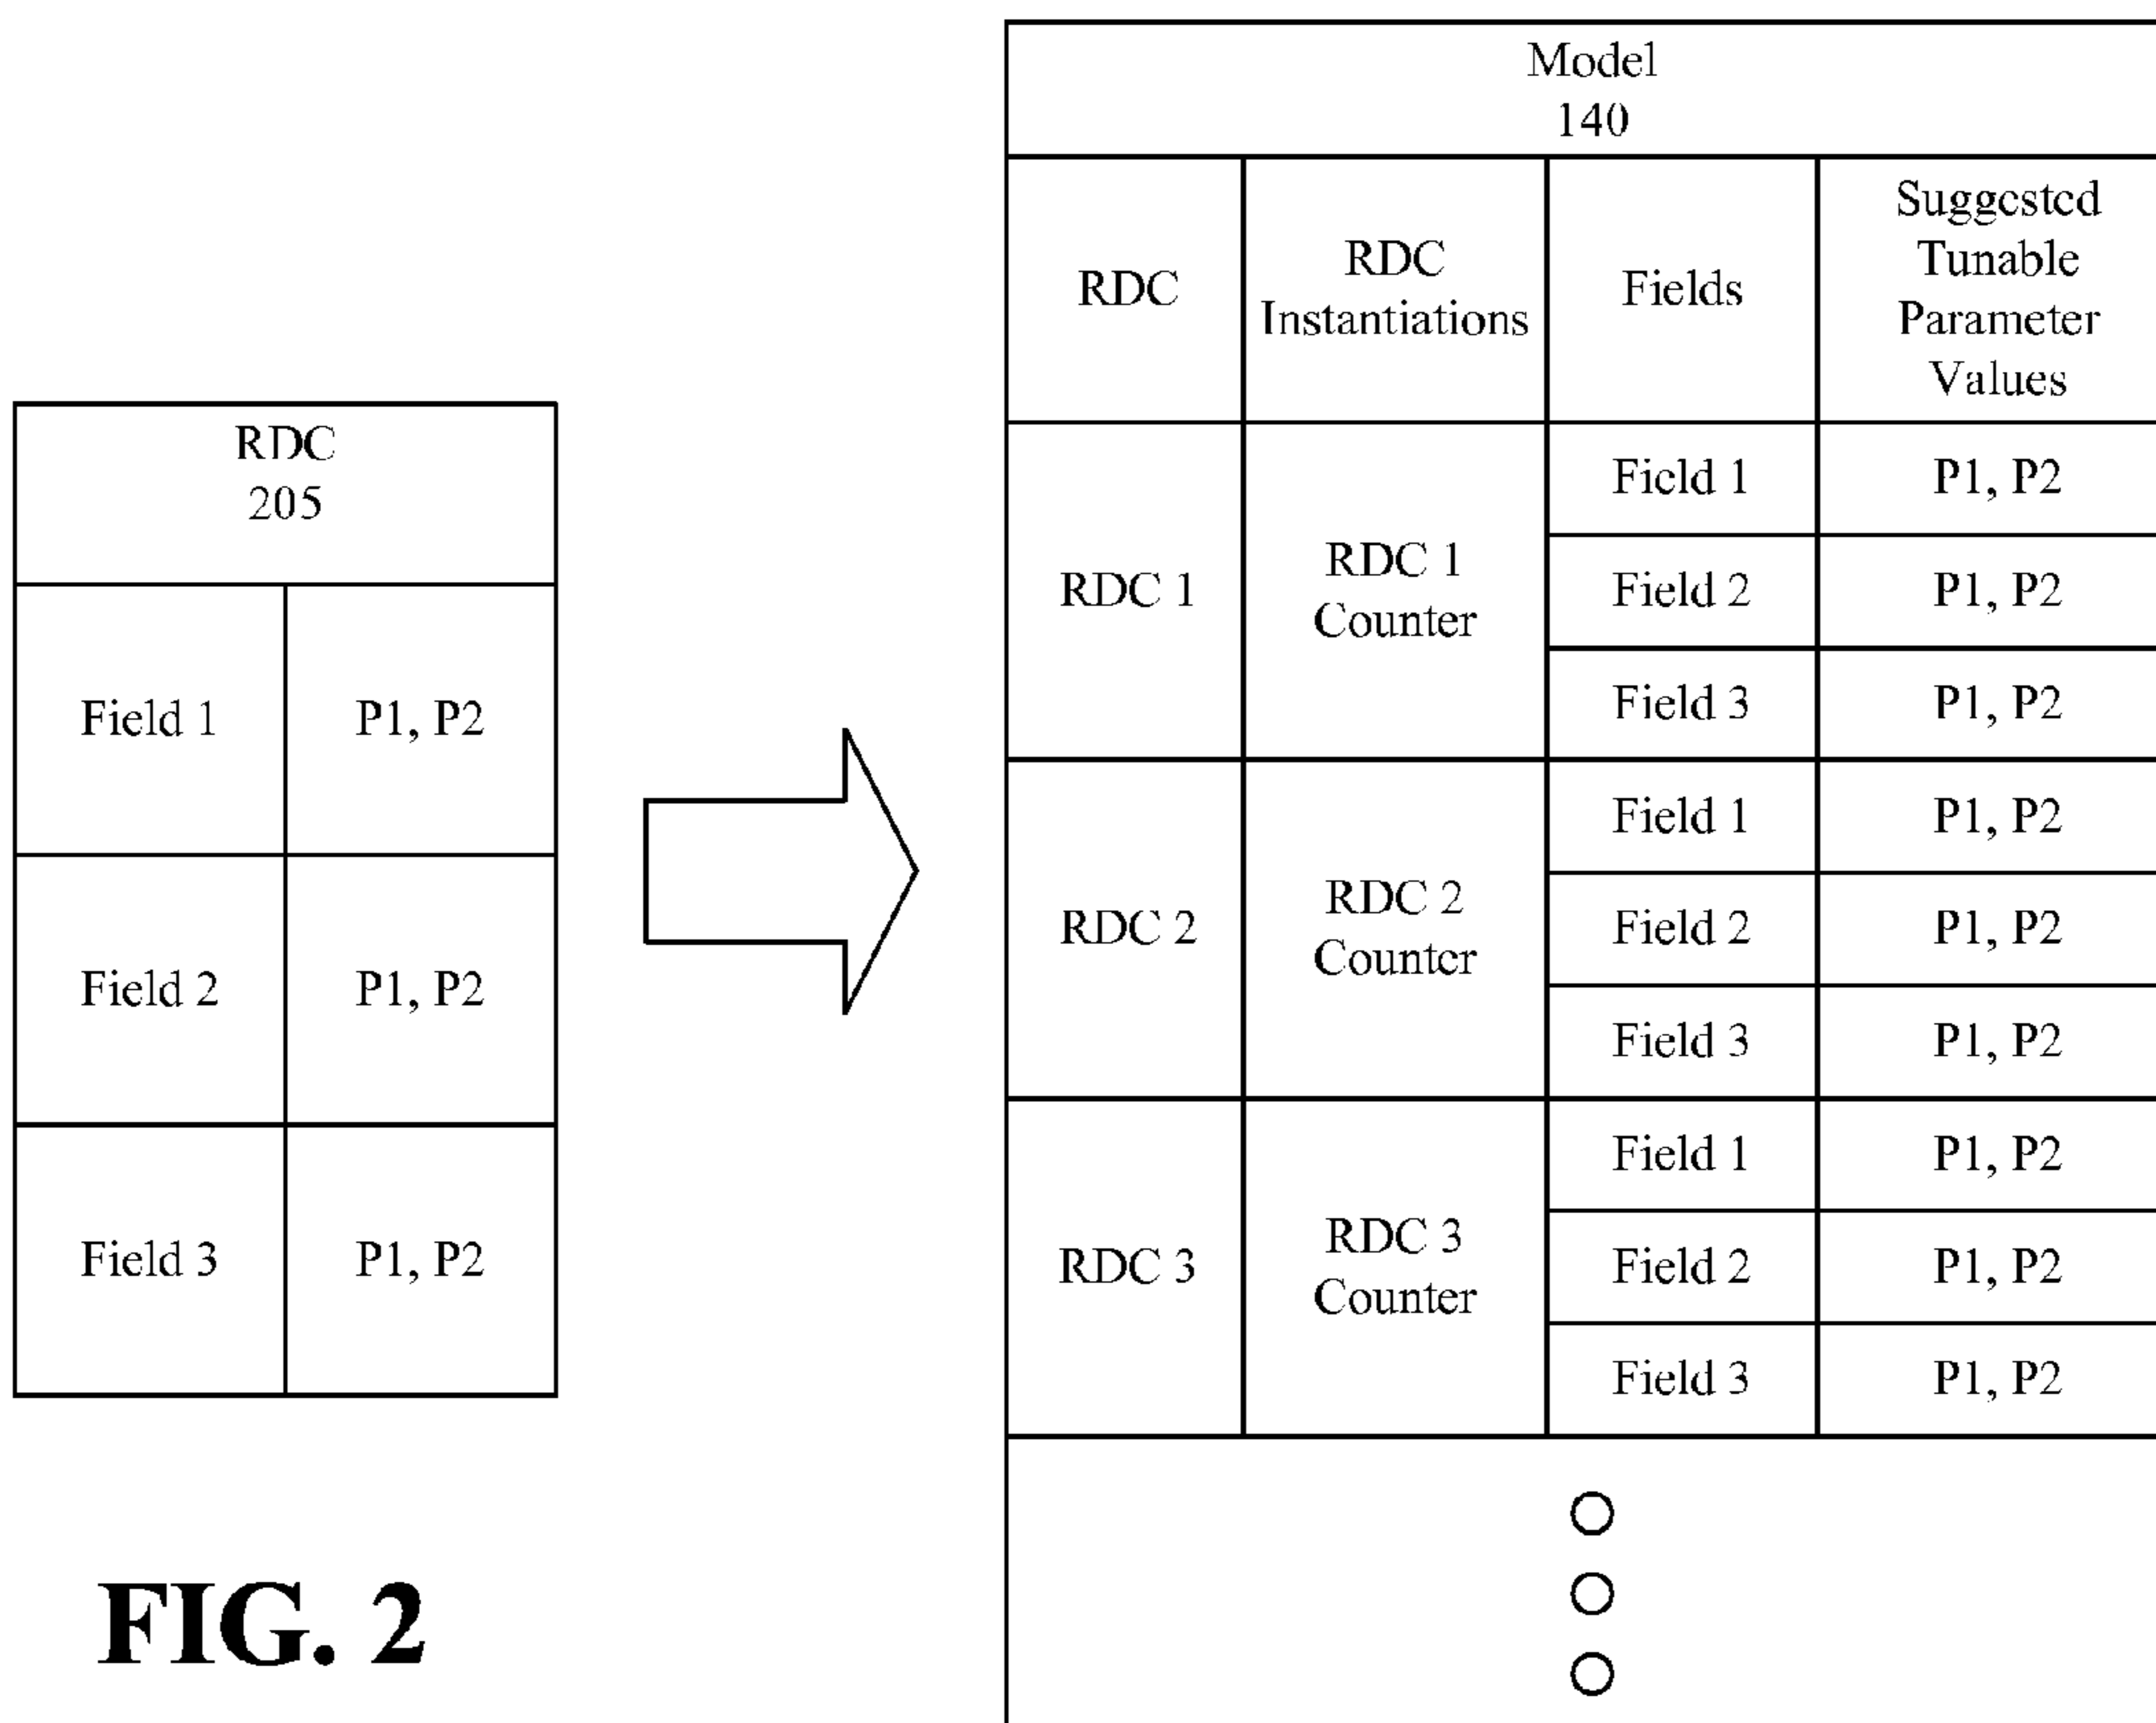 Model
140
RDC
RDC
Instantiations
Fields
Suggested
Tunable
Parameter
Values
RDC
205
Field 1
P1, P2
Field 2
P1, P2
Field 3
P1, P2
RDC 1
RDC 1
Counter
Field 1
P1, P2
Field 2
P1, P2
Field 3
P1, P2
RDC 2
RDC 2
Counter
Field 1
P1, P2
Field 2
P1, P2
Field 3
P1, P2
RDC 3
RDC 3
Counter
Field 1
P1, P2
Field 2
P1, P2
Field 3
P1, P2
FIG. 2